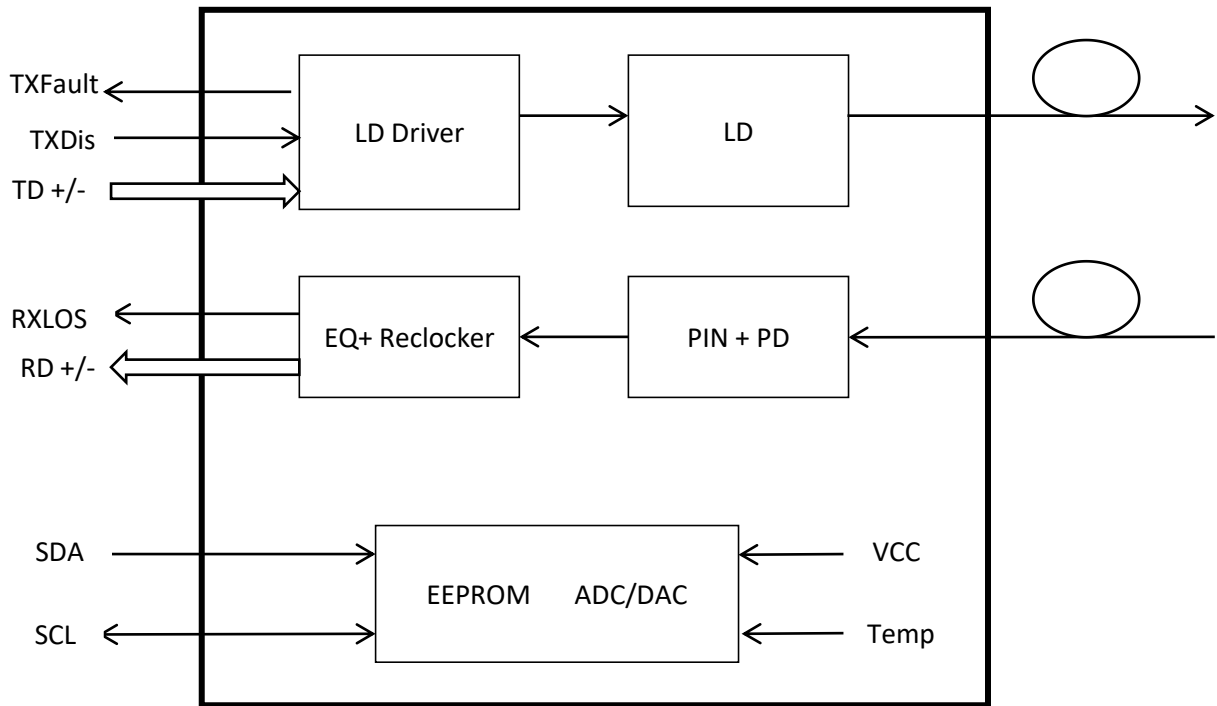 TXFault
TXDis
TD +/-
LD Driver
LD
RXLOS
RD +/-
EQ+ Reclocker
PIN + PD
SDA
SCL
EEPROM ADC/DAC
VCC
Temp